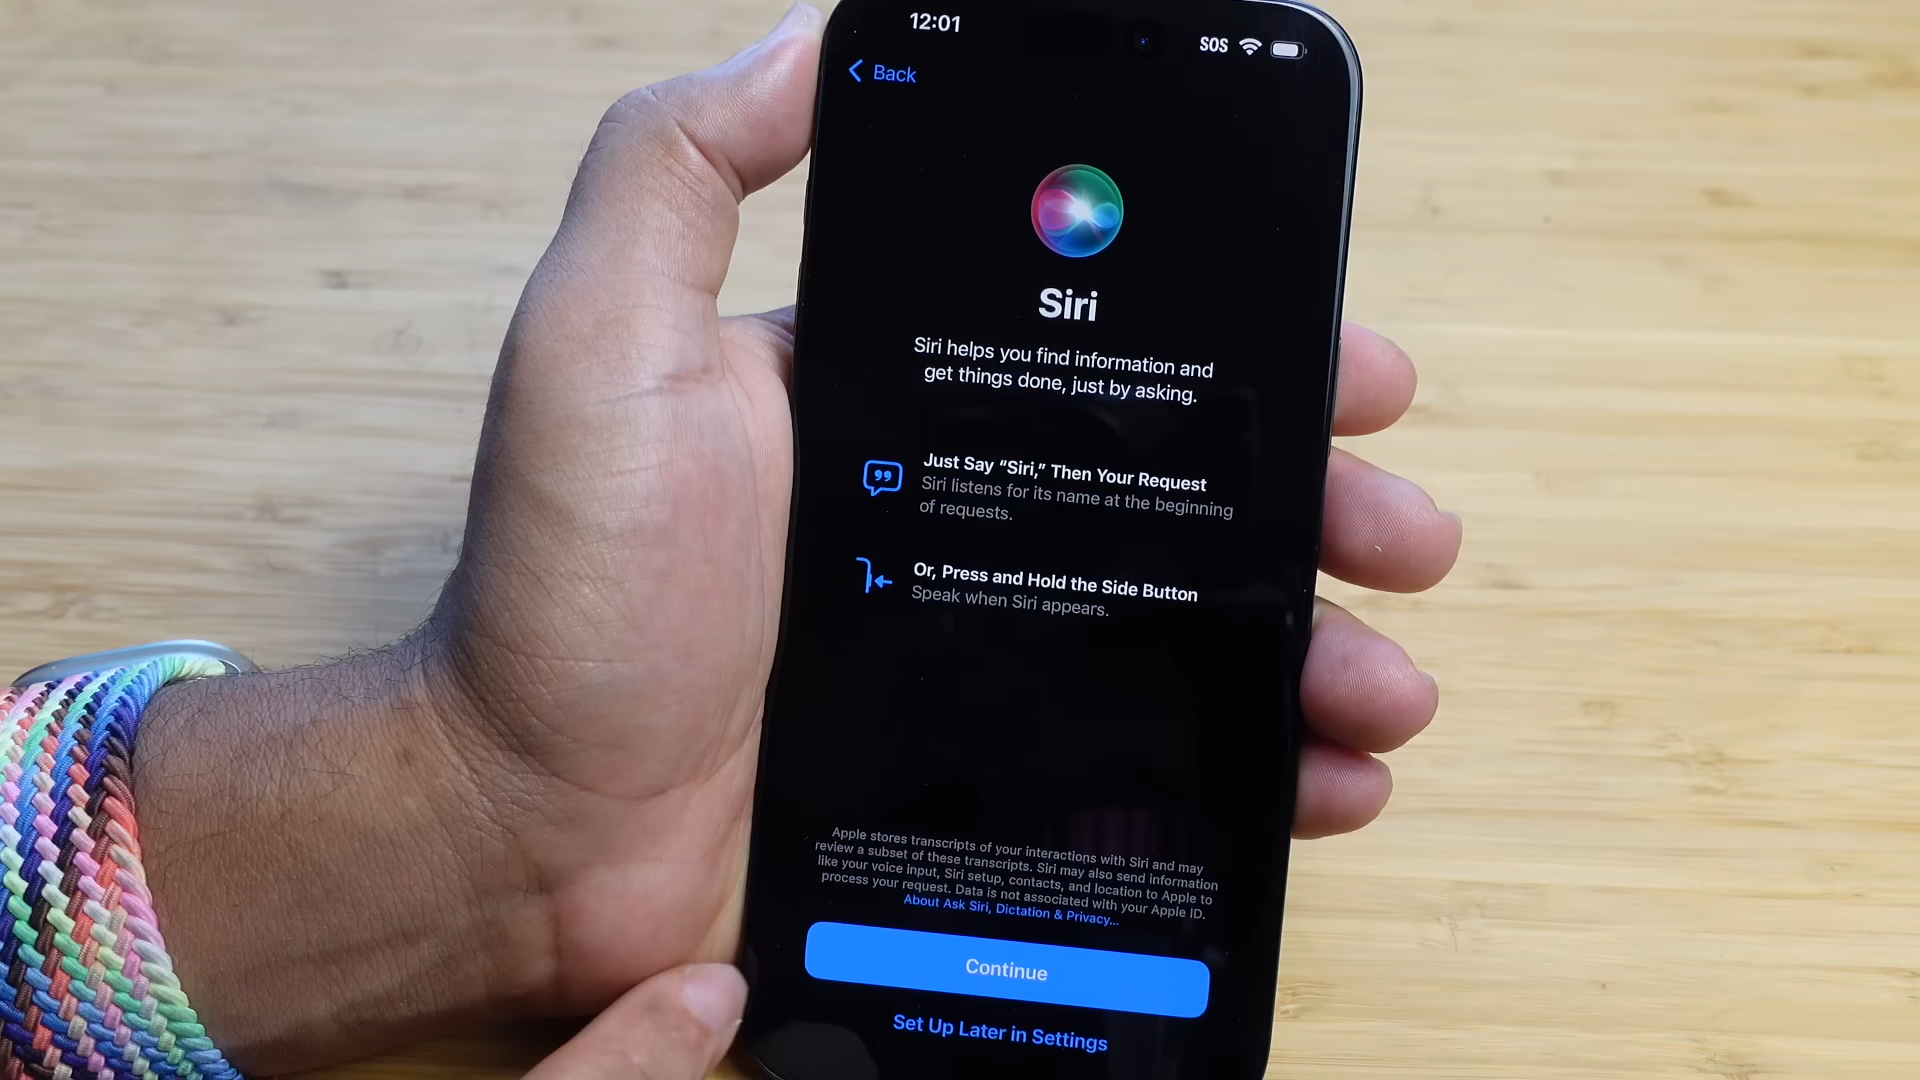 12:01
SOS
Back
Siri
Siri helps you find information and
get things done, just by asking.
Just Say “Siri,” Then Your Request
Siri listens for its name at the beginning
of requests.
Or, Press and Hold the Side Button
Speak when Siri appears.
Apple stores transcripts of your interactions with Siri and may
review a subset of these transcripts. Siri may also send information
like your voice input, Siri setup, contacts, and location to Apple to
process your request. Data is not associated with your Apple ID.
About Ask Siri, Dictation & Privacy...
Continue
Set Up Later in Settings